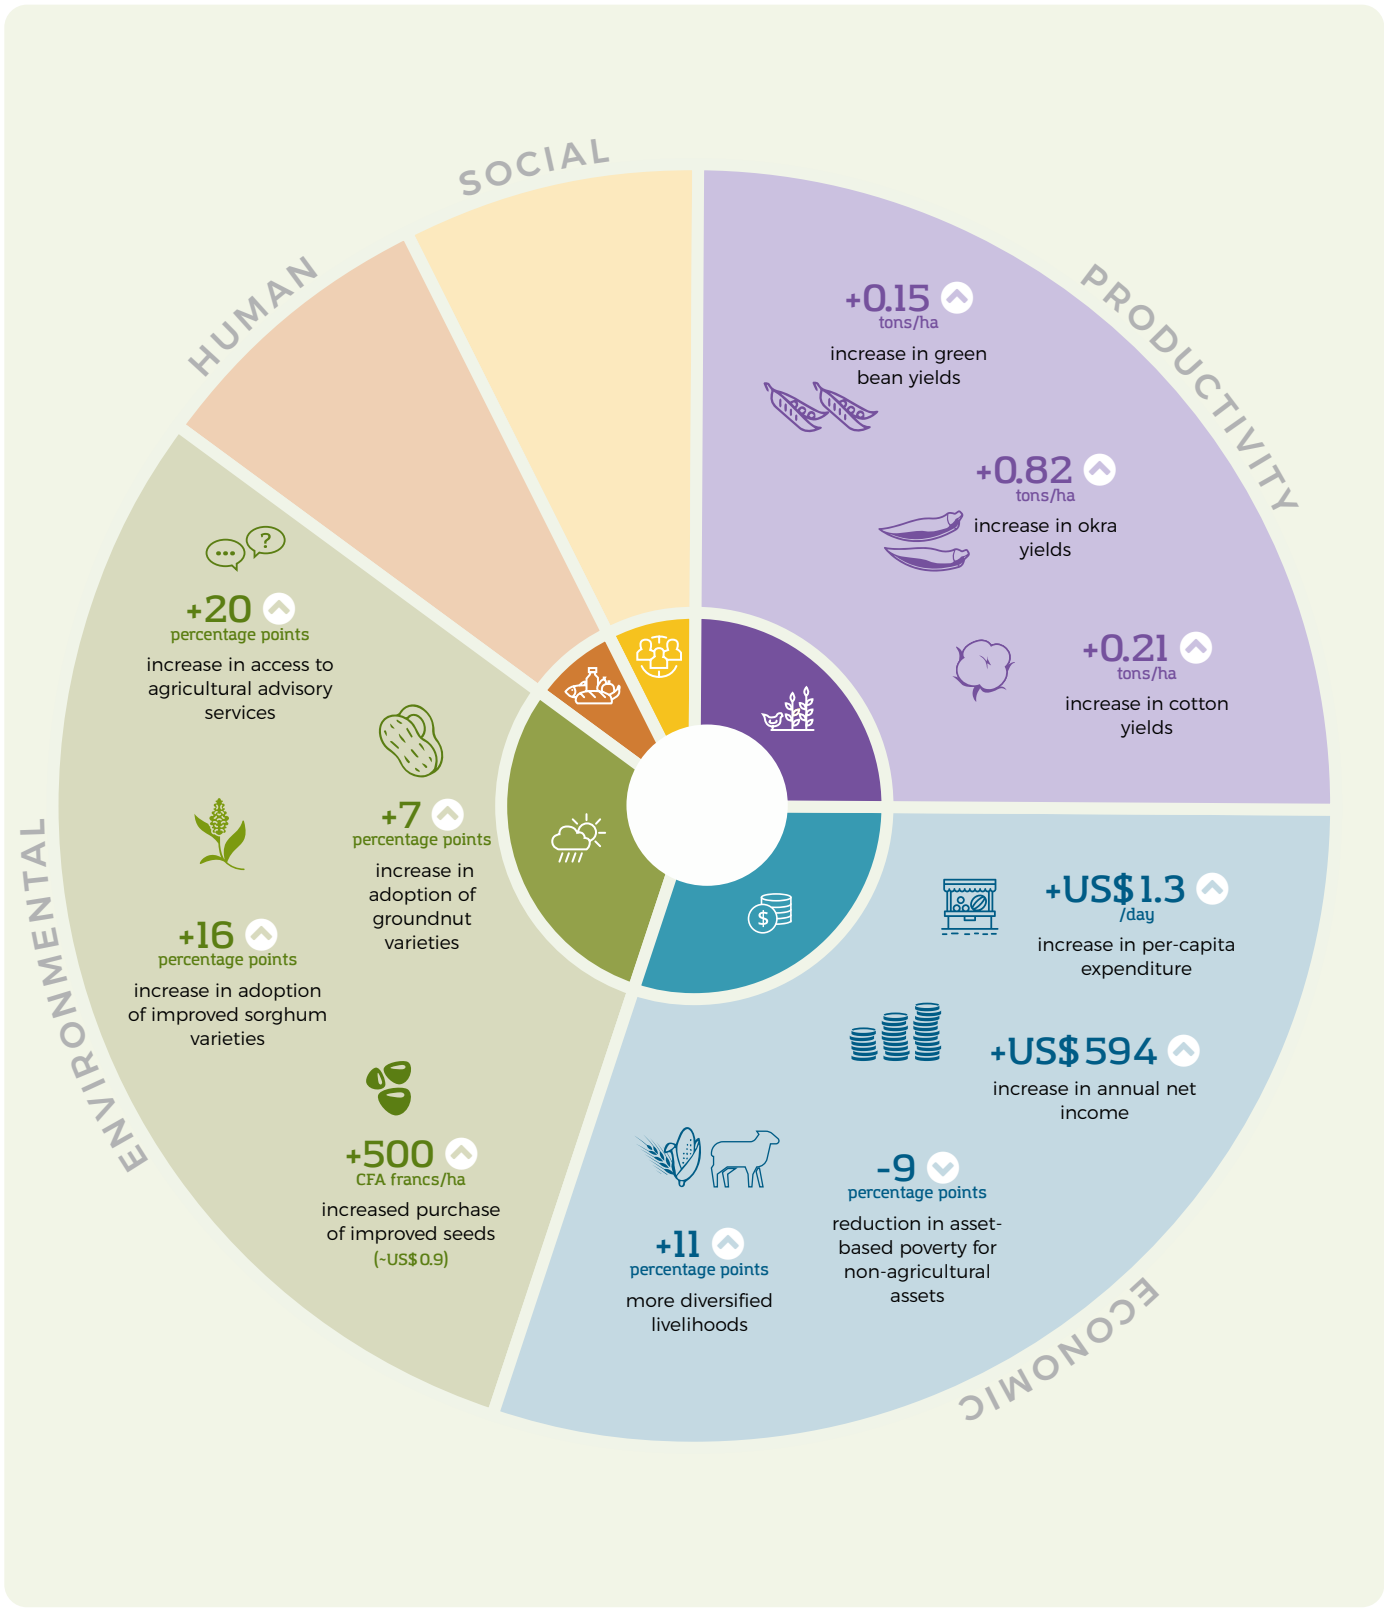 SOCIAL
HUMAN
PRODUCTIVITY
+0.15
tons/ha
increase in green
bean yields
+0.82
tons/ha
increase in okra
yields
+0.21
tons/ha
increase in cotton
yields
?
+20
percentage points
increase in access to
agricultural advisory
services
+7
percentage points
increase in
adoption of
groundnut
varieties
+16
percentage points
increase in adoption
of improved sorghum
varieties
+500
CFA francs/ha
increased purchase
of improved seeds
(~US$0.9)
ENVIRONMENTAL
$
+US$1.3
/day
increase in per-capita
expenditure
+US$594
increase in annual net
income
-9
percentage points
reduction in asset-
based poverty for
non-agricultural
assets
+11
percentage points
more diversified
livelihoods
ECONOMIC